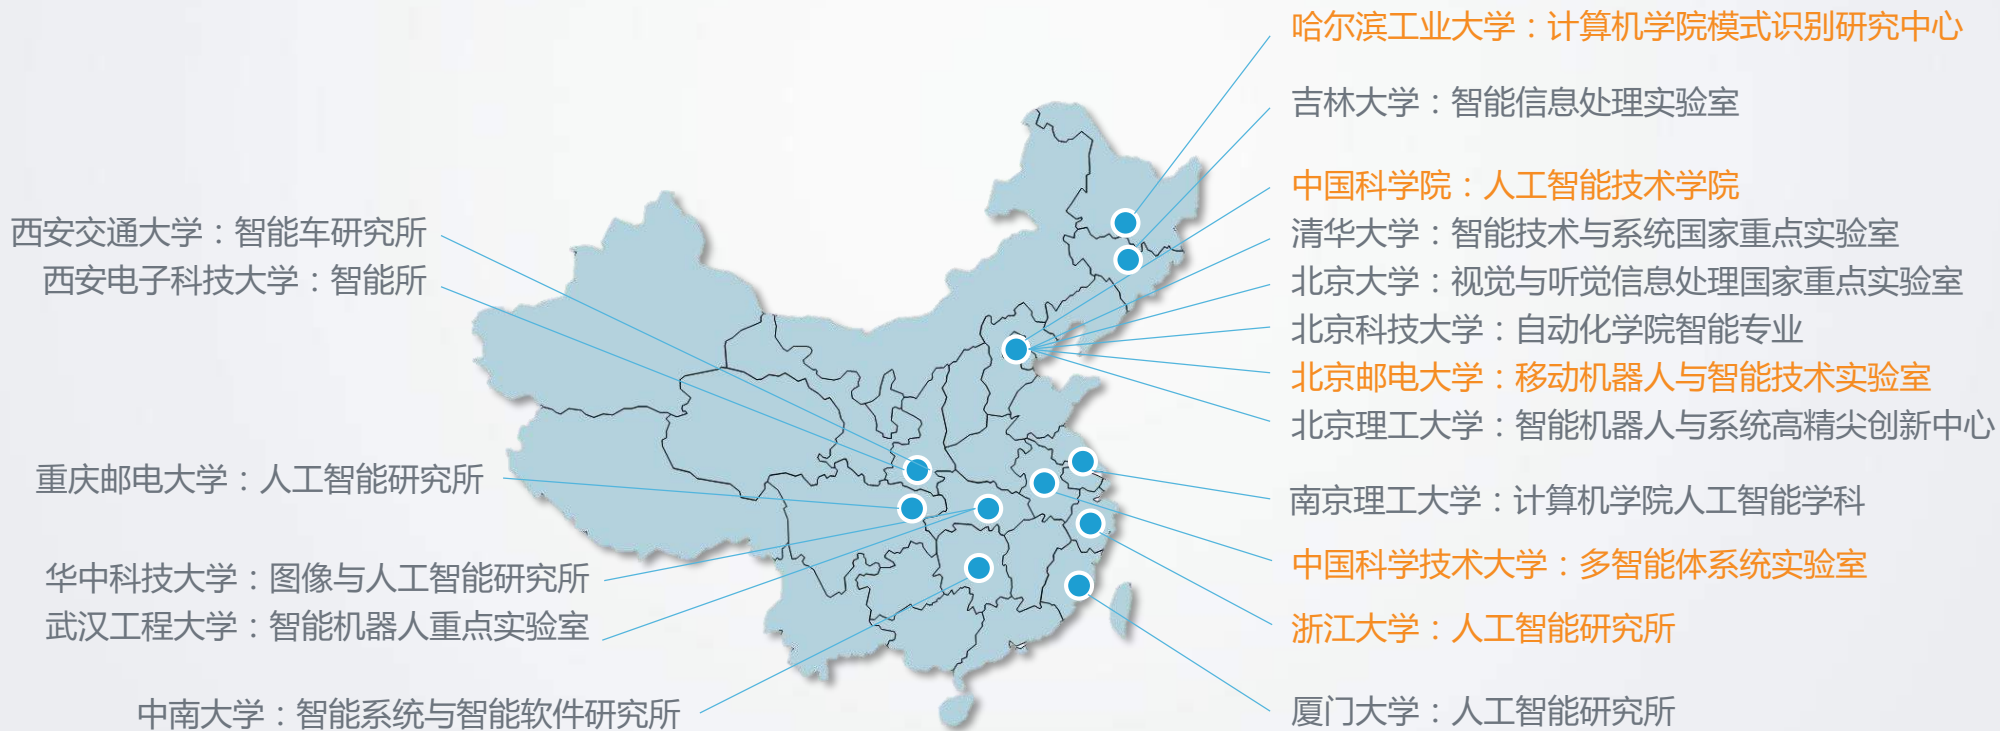 哈尔滨工业大学：计算机学院模式识别研究中心
吉林大学：智能信息处理实验室
中国科学院：人工智能技术学院
清华大学：智能技术与系统国家重点实验室
北京大学：视觉与听觉信息处理国家重点实验室
北京科技大学：自动化学院智能专业
北京邮电大学：移动机器人与智能技术实验室
北京理工大学：智能机器人与系统高精尖创新中心
南京理工大学：计算机学院人工智能学科
中国科学技术大学：多智能体系统实验室
浙江大学：人工智能研究所
厦门大学：人工智能研究所
西安交通大学：智能车研究所
西安电子科技大学：智能所
重庆邮电大学：人工智能研究所
华中科技大学：图像与人工智能研究所
武汉工程大学：智能机器人重点实验室
中南大学：智能系统与智能软件研究所